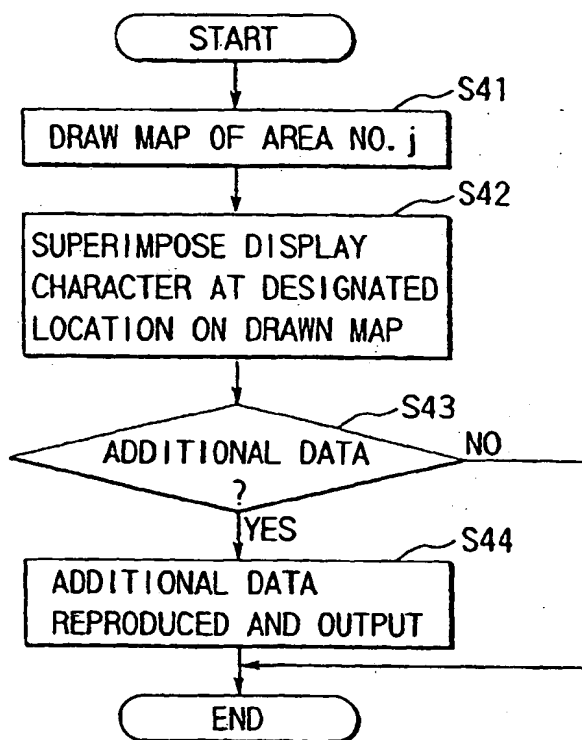 START
S41
DRAW MAP OF AREA NO. j
S42
SUPERIMPOSE DISPLAY
CHARACTER AT DESIGNATED
LOCATION ON DRAWN MAP
S43
ADDITIONAL DATA
?
NO
YES
S44
ADDITIONAL DATA
REPRODUCED AND OUTPUT
END